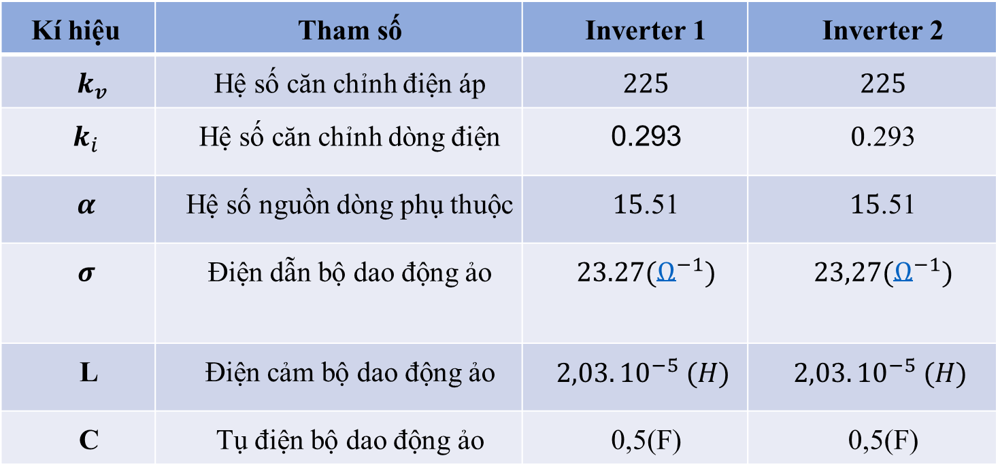 Kí hiệu Tham số Inverter 1 Inverter 2
k_v Hệ số căn chỉnh điện áp 225 225
k_i Hệ số căn chỉnh dòng điện 0.293 0.293
α Hệ số nguồn dòng phụ thuộc 15.51 15.51
σ Điện dẫn bộ dao động ảo 23.27(Ω⁻¹) 23,27(Ω⁻¹)
L Điện cảm bộ dao động ảo 2,03. 10⁻⁵ (H) 2,03. 10⁻⁵ (H)
C Tụ điện bộ dao động ảo 0,5(F) 0,5(F)